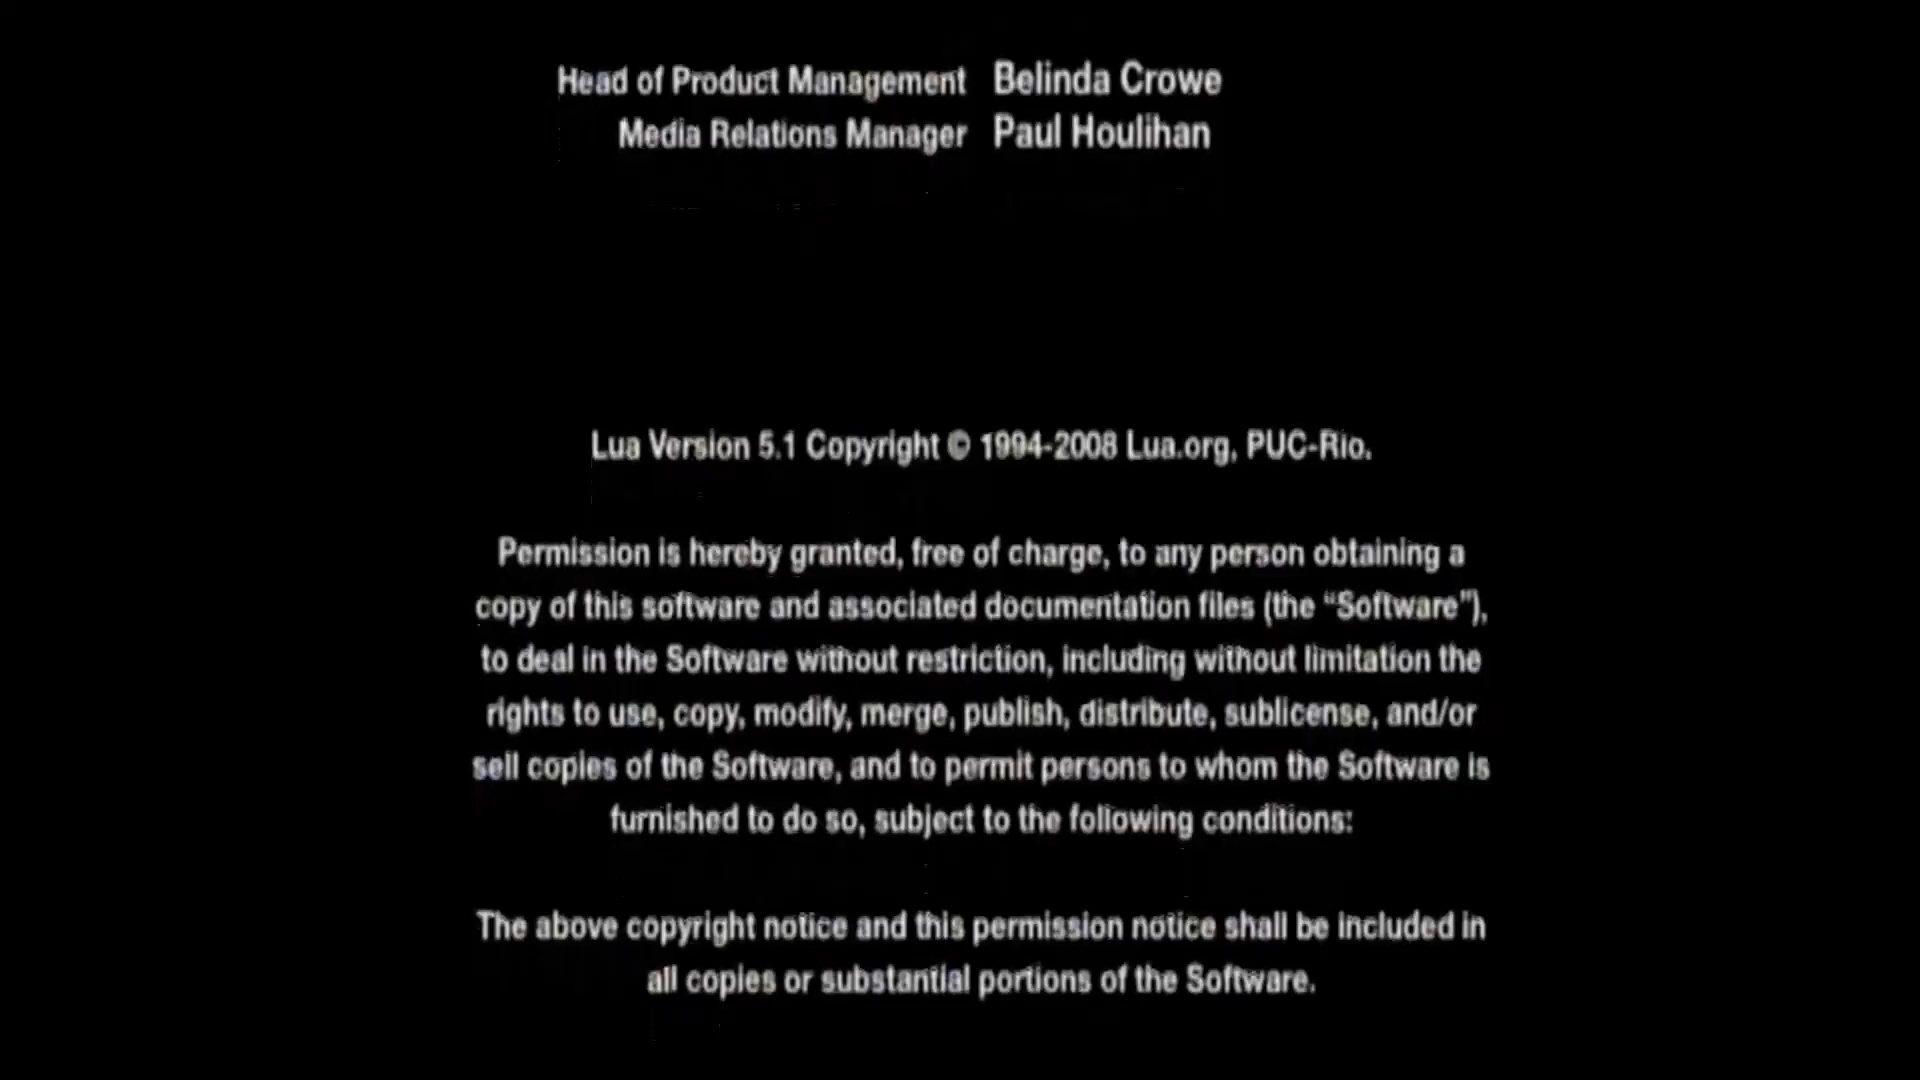 Head of Product Management Belinda Crowe
Media Relations Manager Paul Houlihan
Lua Version 5.1 Copyright © 1994-2008 Lua.org, PUC-Rio.
Permission is hereby granted, free of charge, to any person obtaining a
copy of this software and associated documentation files (the “Software”),
to deal in the Software without restriction, including without limitation the
rights to use, copy, modify, merge, publish, distribute, sublicense, and/or
sell copies of the Software, and to permit persons to whom the Software is
furnished to do so, subject to the following conditions:
The above copyright notice and this permission notice shall be included in
all copies or substantial portions of the Software.